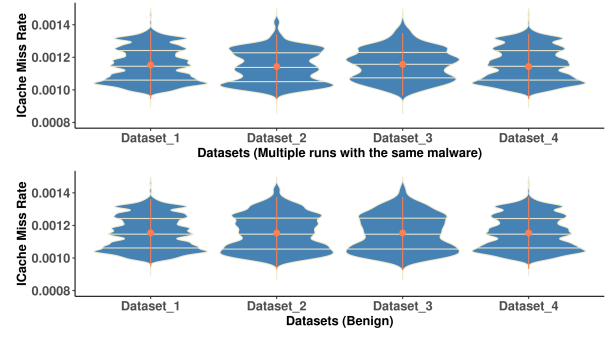 ICache Miss Rate
0.0014
0.0012
0.0010
0.0008
Dataset_1 Dataset_2 Dataset_3 Dataset_4
Datasets (Multiple runs with the same malware)
ICache Miss Rate
0.0014
0.0012
0.0010
0.0008
Dataset_1 Dataset_2 Dataset_3 Dataset_4
Datasets (Benign)